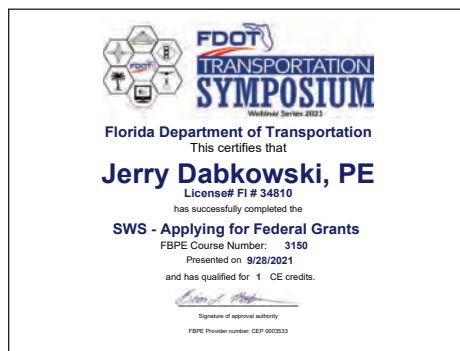 FDOT
FDOT
TRANSPORTATION
SYMPOSIUM
Webinar Series 2021
Florida Department of Transportation
This certifies that
Jerry Dabkowski, PE
License# Fl # 34810
has successfully completed the
SWS - Applying for Federal Grants
FBPE Course Number: 3150
Presented on 9/28/2021
and has qualified for 1 CE credits.
Signature of approval authority
FBPE Provider number: CEP 0003533